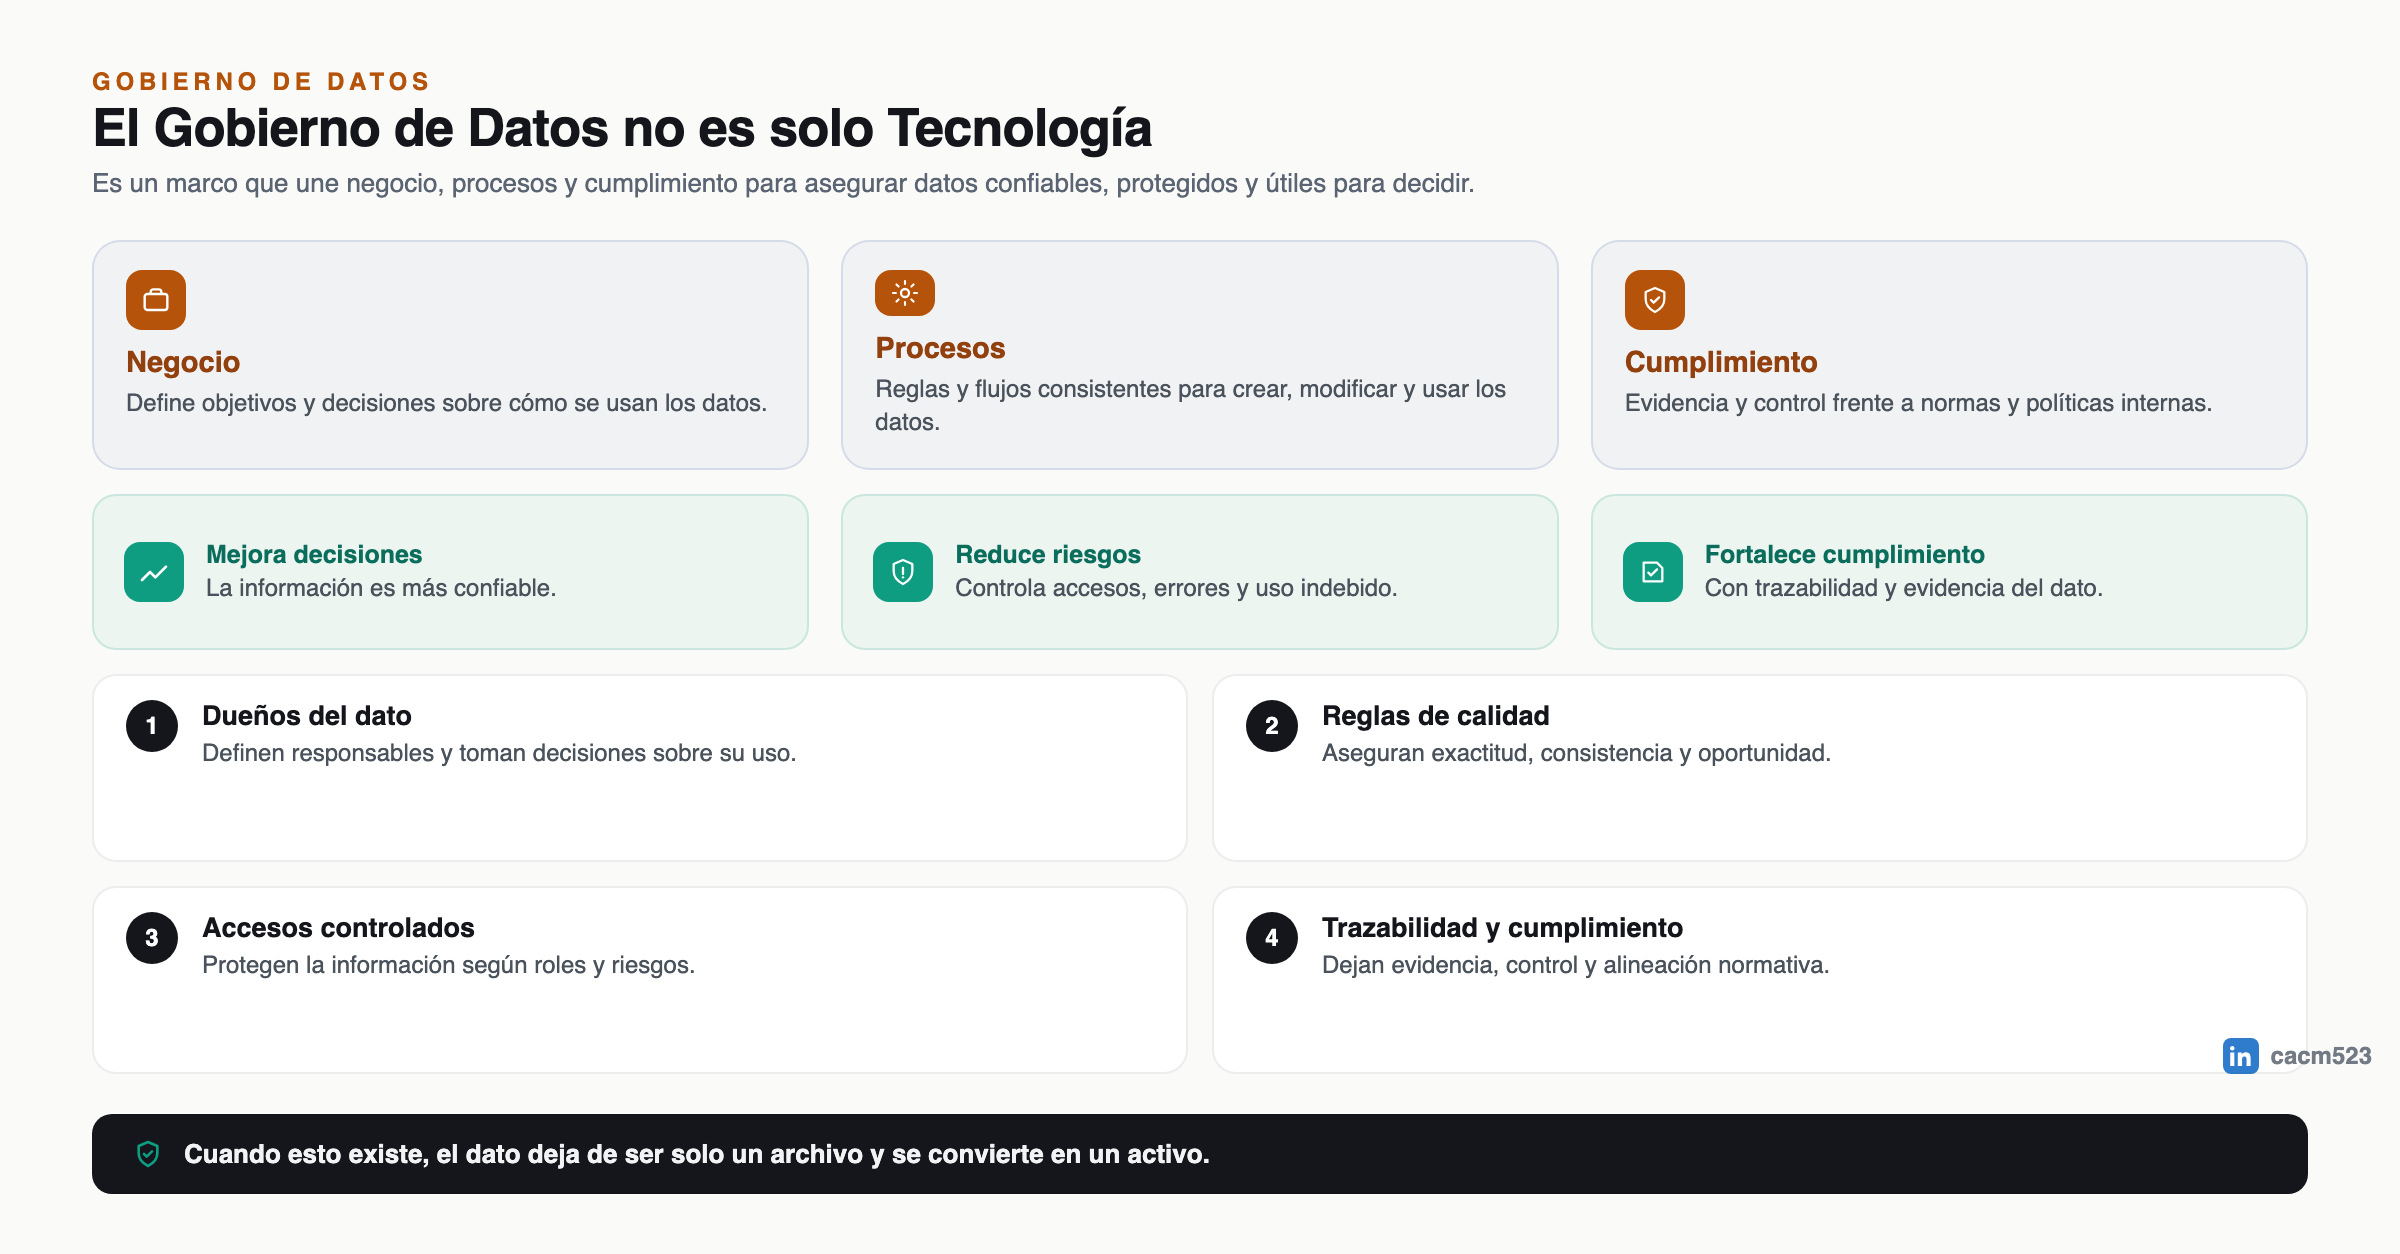 GOBIERNO DE DATOS
El Gobierno de Datos no es solo Tecnología
Es un marco que une negocio, procesos y cumplimiento para asegurar datos confiables, protegidos y útiles para decidir.
Negocio
Define objetivos y decisiones sobre cómo se usan los datos.
Procesos
Reglas y flujos consistentes para crear, modificar y usar los
datos.
Cumplimiento
Evidencia y control frente a normas y políticas internas.
Mejora decisiones
La información es más confiable.
Reduce riesgos
Controla accesos, errores y uso indebido.
Fortalece cumplimiento
Con trazabilidad y evidencia del dato.
1
Dueños del dato
Definen responsables y toman decisiones sobre su uso.
2
Reglas de calidad
Aseguran exactitud, consistencia y oportunidad.
3
Accesos controlados
Protegen la información según roles y riesgos.
4
Trazabilidad y cumplimiento
Dejan evidencia, control y alineación normativa.
in cacm523
Cuando esto existe, el dato deja de ser solo un archivo y se convierte en un activo.